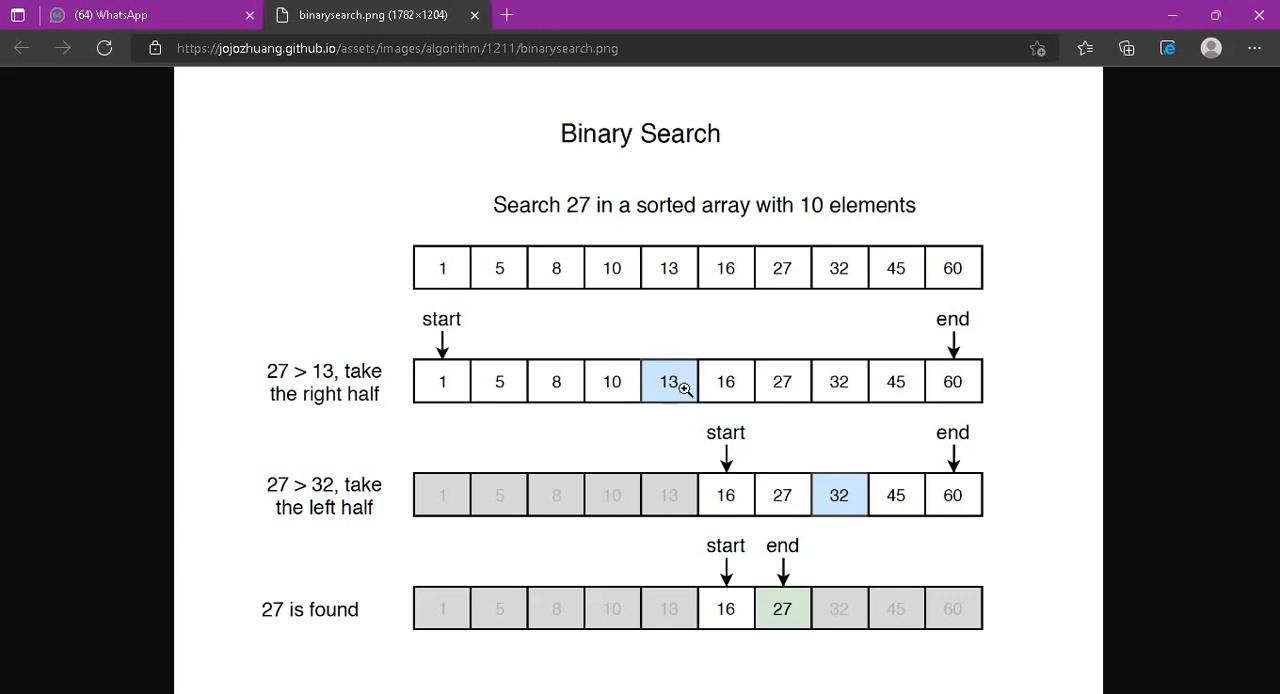 (64) WhatsApp
binarysearch.png (1782×1204)
https://jojozhuang.github.io/assets/images/algorithm/1211/binarysearch.png
Binary Search
Search 27 in a sorted array with 10 elements
1 5 8 10 13 16 27 32 45 60
start end
27 > 13, take
the right half
1 5 8 10 13 16 27 32 45 60
start end
27 > 32, take
the left half
1 5 8 10 13 16 27 32 45 60
start end
27 is found
1 5 8 10 13 16 27 32 45 60